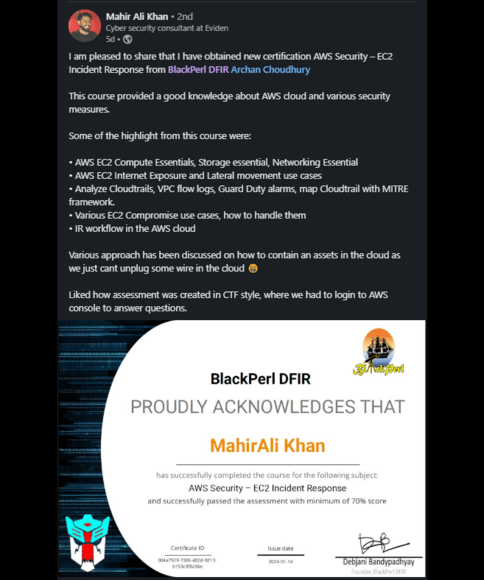 Mahir Ali Khan • 2nd
Cyber security consultant at Eviden
5d •
I am pleased to share that I have obtained new certification AWS Security – EC2
Incident Response from BlackPerl DFIR Archan Choudhury
This course provided a good knowledge about AWS cloud and various security
measures.
Some of the highlight from this course were:
• AWS EC2 Compute Essentials, Storage essential, Networking Essential
• AWS EC2 Internet Exposure and Lateral movement use cases
• Analyze Cloudtrails, VPC flow logs, Guard Duty alarms, map Cloudtrail with MITRE
framework.
• Various EC2 Compromise use cases, how to handle them
• IR workflow in the AWS cloud
Various approach has been discussed on how to contain an assets in the cloud as
we just cant unplug some wire in the cloud
Liked how assessment was created in CTF style, where we had to login to AWS
console to answer questions.
BlackPerl
BlackPerl DFIR
PROUDLY ACKNOWLEDGES THAT
MahirAli Khan
has successfully completed the course for the following subject:
AWS Security – EC2 Incident Response
and successfully passed the assessment with minimum of 70% score
Certificate ID
Issue date
2024-01-14
Debjani Bandypadhyay
Founder, BlackPerl DFIR